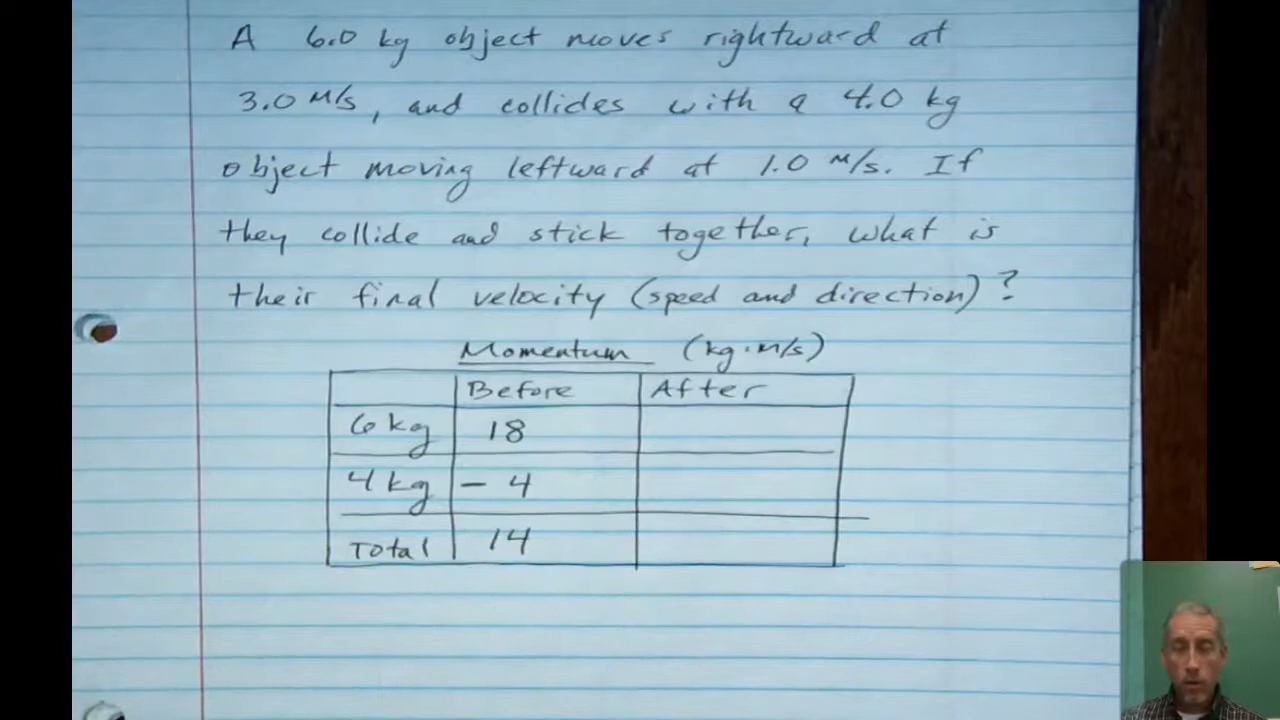 A 6.0 kg object moves rightward at
3.0 m/s, and collides with a 4.0 kg
object moving leftward at 1.0 m/s. If
they collide and stick together, what is
their final velocity (speed and direction)?
Momentum (kg·m/s)
Before After
6 kg 18
4 kg - 4
Total 14